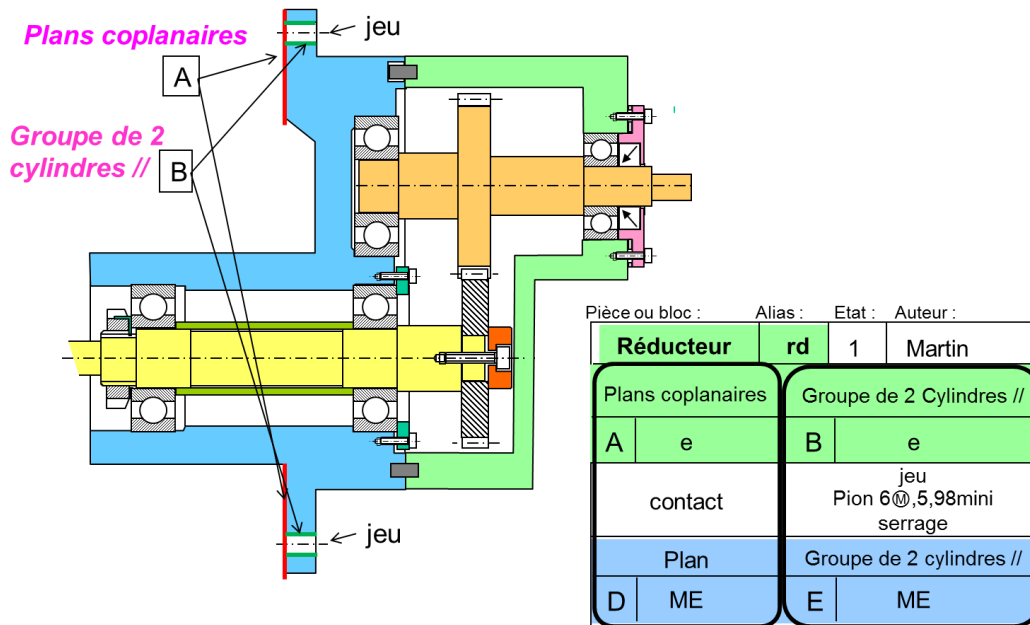 Plans coplanaires
jeu
A
Groupe de 2
cylindres //
B
jeu
Pièce ou bloc : Alias : Etat : Auteur :
Réducteur rd 1 Martin
Plans coplanaires Groupe de 2 Cylindres //
A e B e
contact
jeu
Pion 6Ⓜ,5,98mini
serrage
Plan Groupe de 2 cylindres //
D ME E ME